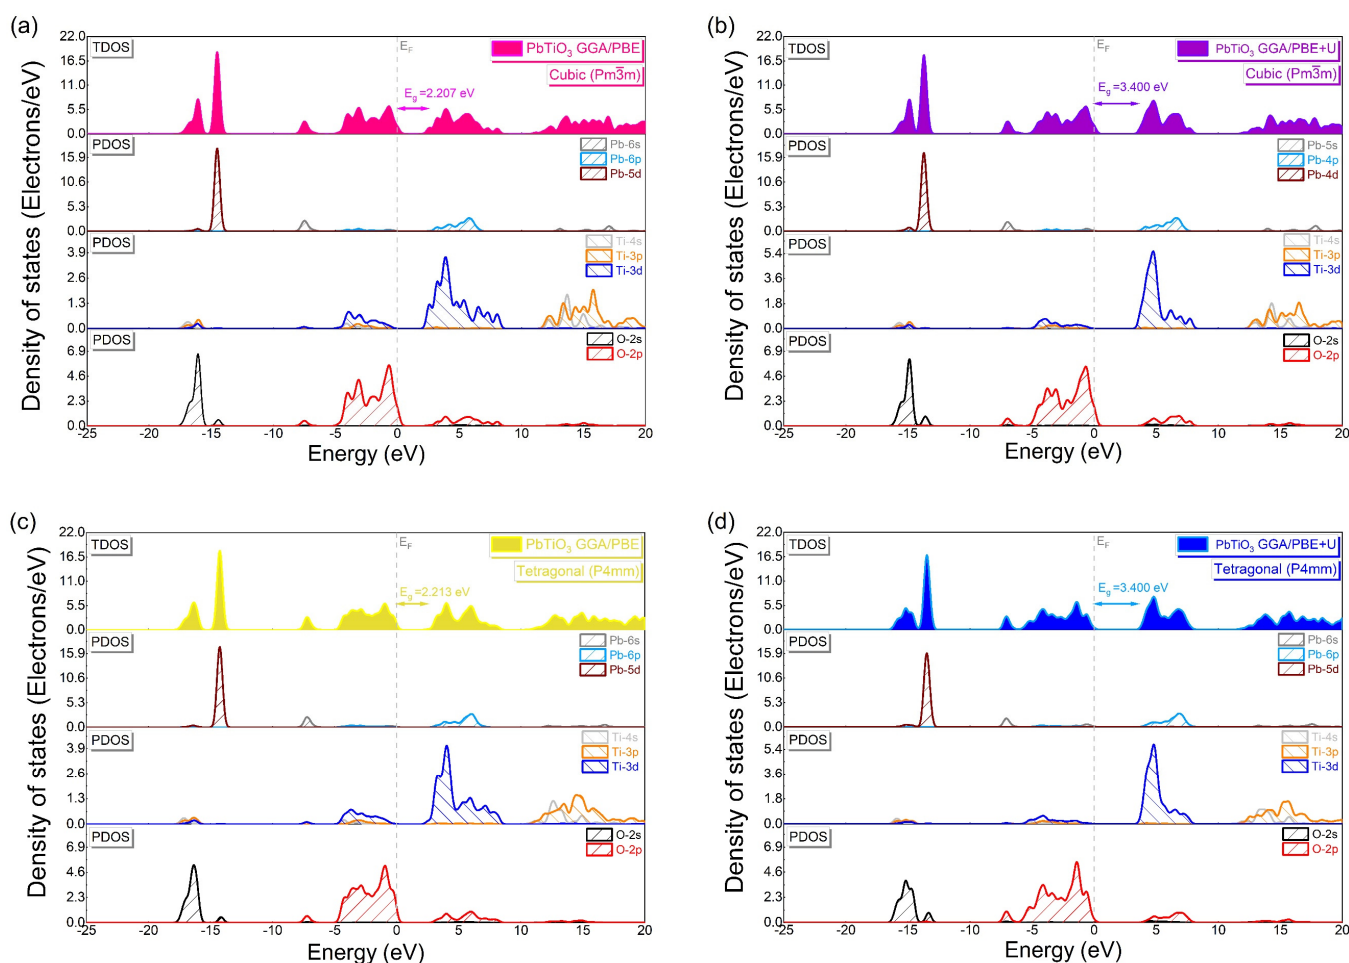 (a)
Density of states (Electrons/eV)
TDOS
E_F
PbTiO₃ GGA/PBE
Cubic (Pm3̅m)
E_g=2.207 eV
22.0
16.5
11.0
5.5
0.0
PDOS
Pb-6s
Pb-6p
Pb-5d
15.9
10.6
5.3
0.0
PDOS
Ti-4s
Ti-3p
Ti-3d
3.9
2.6
1.3
0.0
PDOS
O-2s
O-2p
6.9
4.6
2.3
0.0
-25 -20 -15 -10 -5 0 5 10 15 20
Energy (eV)
(b)
Density of states (Electrons/eV)
TDOS
E_F
PbTiO₃ GGA/PBE+U
Cubic (Pm3̅m)
E_g=3.400 eV
22.0
16.5
11.0
5.5
0.0
PDOS
Pb-5s
Pb-4p
Pb-4d
15.9
10.6
5.3
0.0
PDOS
Ti-4s
Ti-3p
Ti-3d
5.4
3.6
1.8
0.0
PDOS
O-2s
O-2p
6.9
4.6
2.3
0.0
-25 -20 -15 -10 -5 0 5 10 15 20
Energy (eV)
(c)
Density of states (Electrons/eV)
TDOS
E_F
PbTiO₃ GGA/PBE
Tetragonal (P4mm)
E_g=2.213 eV
22.0
16.5
11.0
5.5
0.0
PDOS
Pb-6s
Pb-6p
Pb-5d
15.9
10.6
5.3
0.0
PDOS
Ti-4s
Ti-3p
Ti-3d
3.9
2.6
1.3
0.0
PDOS
O-2s
O-2p
6.9
4.6
2.3
0.0
-25 -20 -15 -10 -5 0 5 10 15 20
Energy (eV)
(d)
Density of states (Electrons/eV)
TDOS
E_F
PbTiO₃ GGA/PBE+U
Tetragonal (P4mm)
E_g=3.400 eV
22.0
16.5
11.0
5.5
0.0
PDOS
Pb-6s
Pb-6p
Pb-5d
15.9
10.6
5.3
0.0
PDOS
Ti-4s
Ti-3p
Ti-3d
5.4
3.6
1.8
0.0
PDOS
O-2s
O-2p
6.9
4.6
2.3
0.0
-25 -20 -15 -10 -5 0 5 10 15 20
Energy (eV)